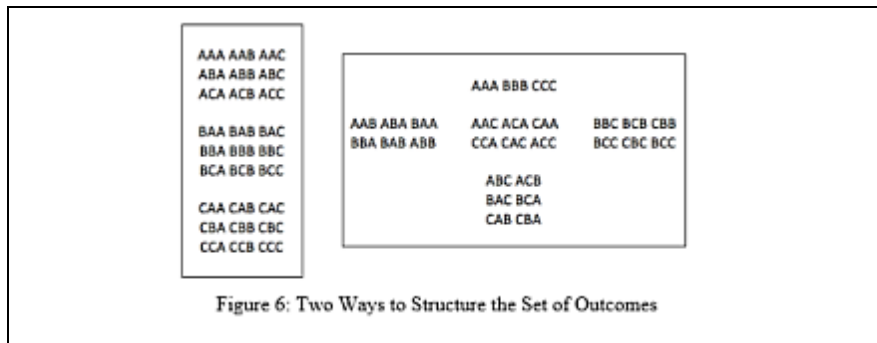 AAA AAB AAC
ABA ABB ABC
ACA ACB ACC
BAA BAB BAC
BBA BBB BBC
BCA BCB BCC
CAA CAB CAC
CBA CBB CBC
CCA CCB CCC
AAA BBB CCC
AAB ABA BAA AAC ACA CAA BBC BCB CBB
BBA BAB ABB CCA CAC ACC BCC CBC BCC
ABC ACB
BAC BCA
CAB CBA
Figure 6: Two Ways to Structure the Set of Outcomes